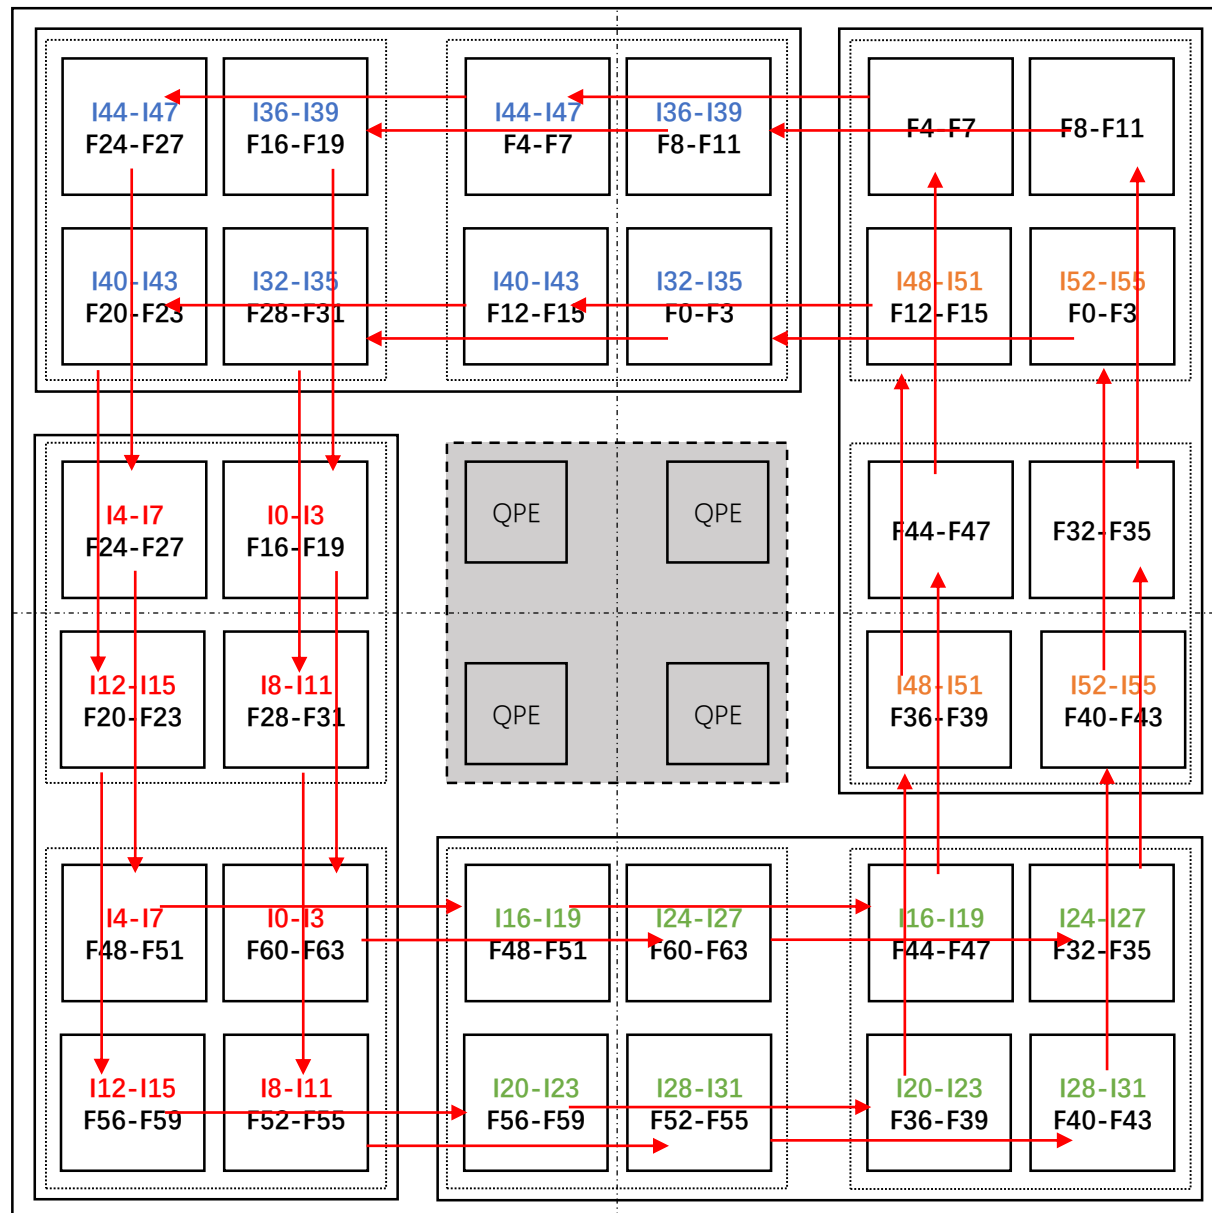 I44-I47
F24-F27
I36-I39
F16-F19
I44-I47
F4-F7
I36-I39
F8-F11
F4-F7
F8-F11
I40-I43
F20-F23
I32-I35
F28-F31
I40-I43
F12-F15
I32-I35
F0-F3
I48-I51
F12-F15
I52-I55
F0-F3
I4-I7
F24-F27
I0-I3
F16-F19
QPE
QPE
F44-F47
F32-F35
I12-I15
F20-F23
I8-I11
F28-F31
QPE
QPE
I48-I51
F36-F39
I52-I55
F40-F43
I4-I7
F48-F51
I0-I3
F60-F63
I16-I19
F48-F51
I24-I27
F60-F63
I16-I19
F44-F47
I24-I27
F32-F35
I12-I15
F56-F59
I8-I11
F52-F55
I20-I23
F56-F59
I28-I31
F52-F55
I20-I23
F36-F39
I28-I31
F40-F43